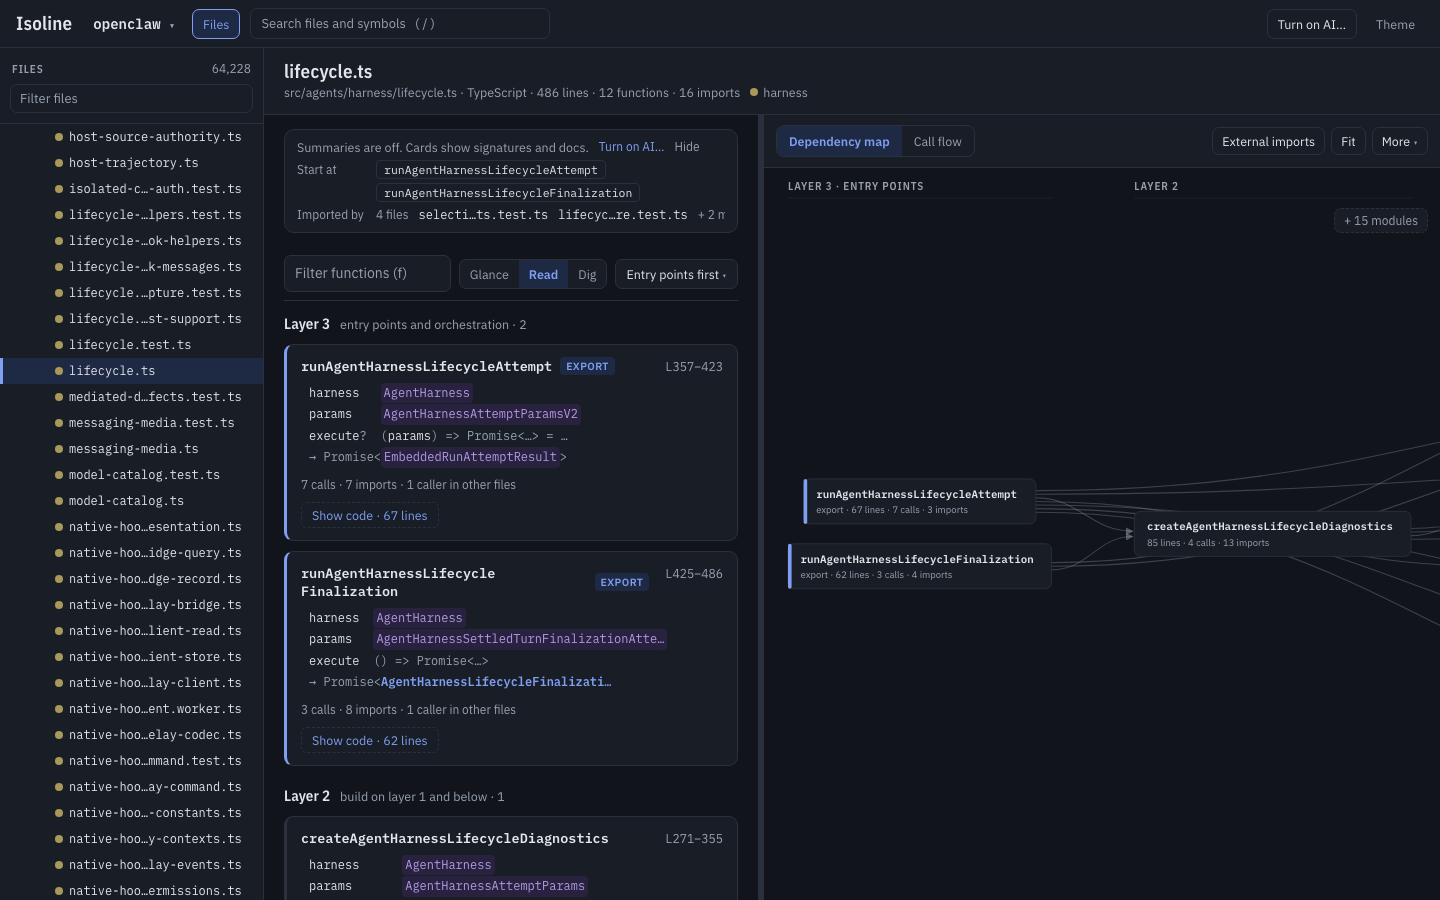 Isoline openclaw ▾ Files Search files and symbols (/) Turn on AI… Theme
FILES 64,228
Filter files
host-source-authority.ts
host-trajectory.ts
isolated-c…-auth.test.ts
lifecycle-…lpers.test.ts
lifecycle-…ok-helpers.ts
lifecycle-…k-messages.ts
lifecycle.…pture.test.ts
lifecycle.…st-support.ts
lifecycle.test.ts
lifecycle.ts
mediated-d…fects.test.ts
messaging-media.test.ts
messaging-media.ts
model-catalog.test.ts
model-catalog.ts
native-hoo…esentation.ts
native-hoo…idge-query.ts
native-hoo…dge-record.ts
native-hoo…lay-bridge.ts
native-hoo…lient-read.ts
native-hoo…ient-store.ts
native-hoo…lay-client.ts
native-hoo…ent.worker.ts
native-hoo…elay-codec.ts
native-hoo…mmand.test.ts
native-hoo…ay-command.ts
native-hoo…-constants.ts
native-hoo…y-contexts.ts
native-hoo…lay-events.ts
native-hoo…ermissions.ts
lifecycle.ts
src/agents/harness/lifecycle.ts · TypeScript · 486 lines · 12 functions · 16 imports harness
Summaries are off. Cards show signatures and docs. Turn on AI… Hide
Start at runAgentHarnessLifecycleAttempt
runAgentHarnessLifecycleFinalization
Imported by 4 files selecti…ts.test.ts lifecyc…re.test.ts + 2 m
Filter functions (f) Glance Read Dig Entry points first ▾
Layer 3 entry points and orchestration · 2
runAgentHarnessLifecycleAttempt EXPORT L357–423
harness AgentHarness
params AgentHarnessAttemptParamsV2
execute? (params) => Promise<…> = …
→ Promise<EmbeddedRunAttemptResult>
7 calls · 7 imports · 1 caller in other files
Show code · 67 lines
runAgentHarnessLifecycle
Finalization EXPORT L425–486
harness AgentHarness
params AgentHarnessSettledTurnFinalizationAtte…
execute () => Promise<…>
→ Promise<AgentHarnessLifecycleFinalizati…
3 calls · 8 imports · 1 caller in other files
Show code · 62 lines
Layer 2 build on layer 1 and below · 1
createAgentHarnessLifecycleDiagnostics L271–355
harness AgentHarness
params AgentHarnessAttemptParams
Dependency map Call flow External imports Fit More ▾
LAYER 3 · ENTRY POINTS LAYER 2
+ 15 modules
runAgentHarnessLifecycleAttempt
export · 67 lines · 7 calls · 3 imports
createAgentHarnessLifecycleDiagnostics
85 lines · 4 calls · 13 imports
runAgentHarnessLifecycleFinalization
export · 62 lines · 3 calls · 4 imports